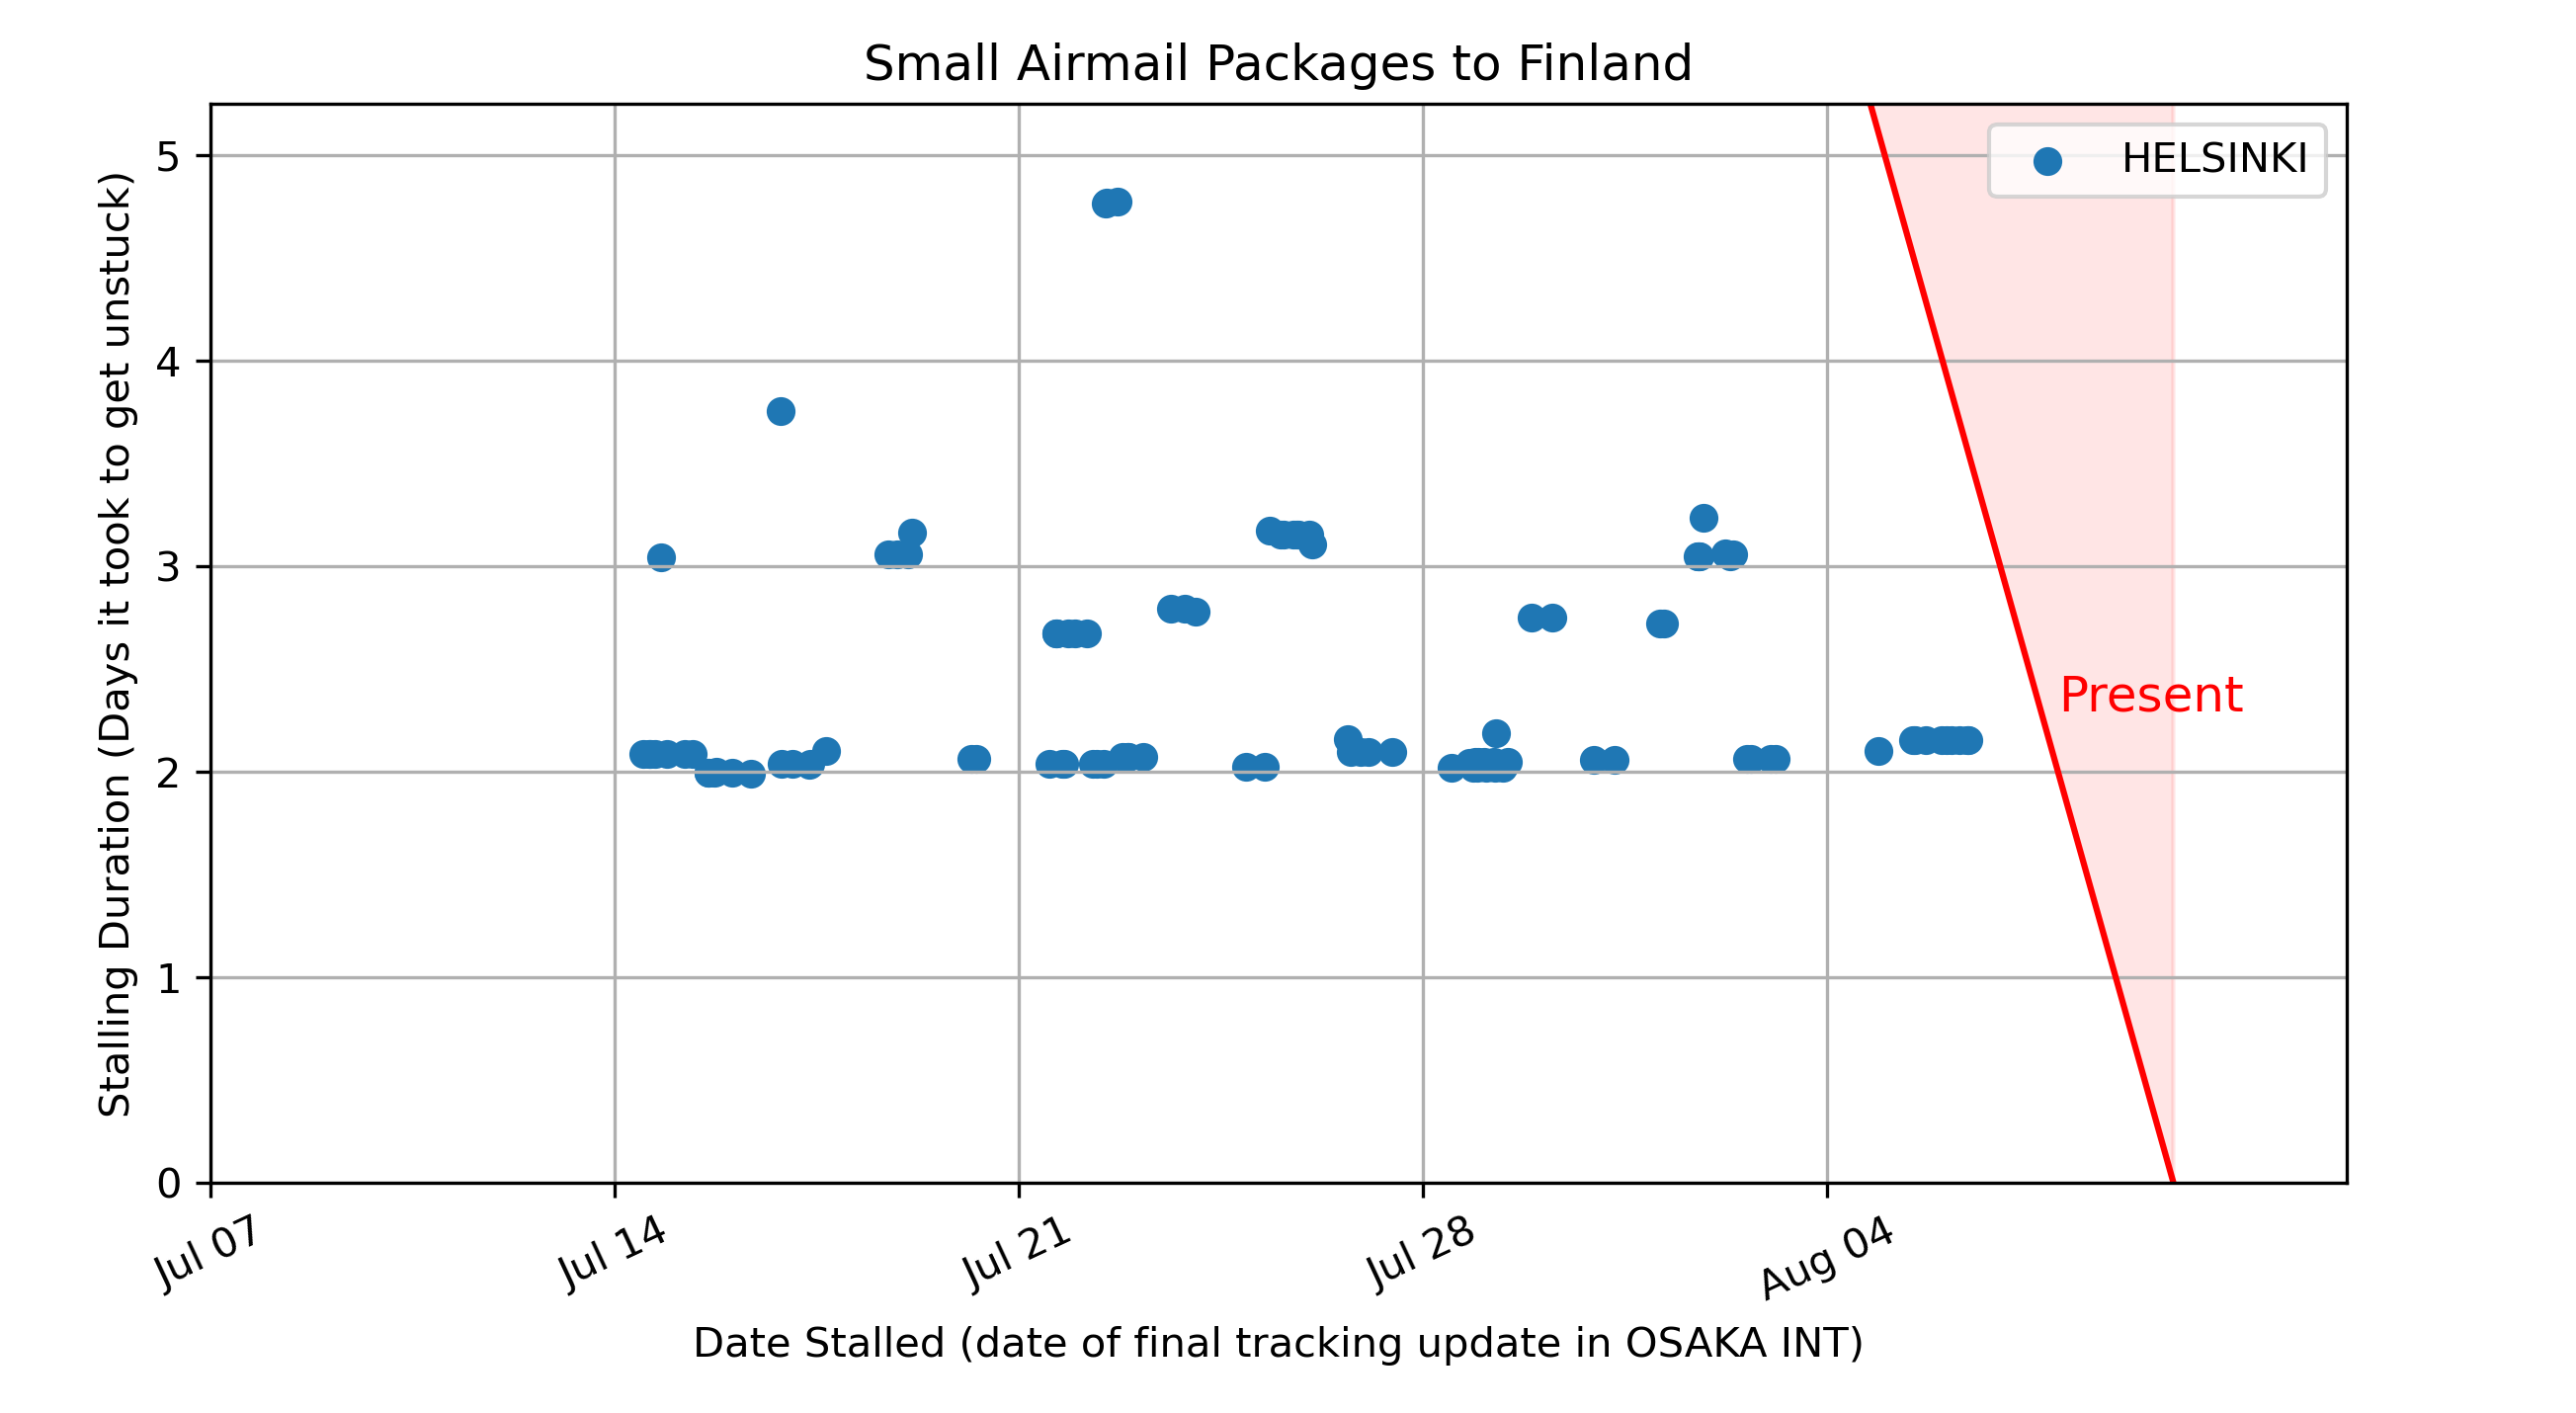 Small Airmail Packages to Finland
HELSINKI
Stalling Duration (Days it took to get unstuck)
5
4
3
2
1
0
Present
Jul 07
Jul 14
Jul 21
Jul 28
Aug 04
Date Stalled (date of final tracking update in OSAKA INT)